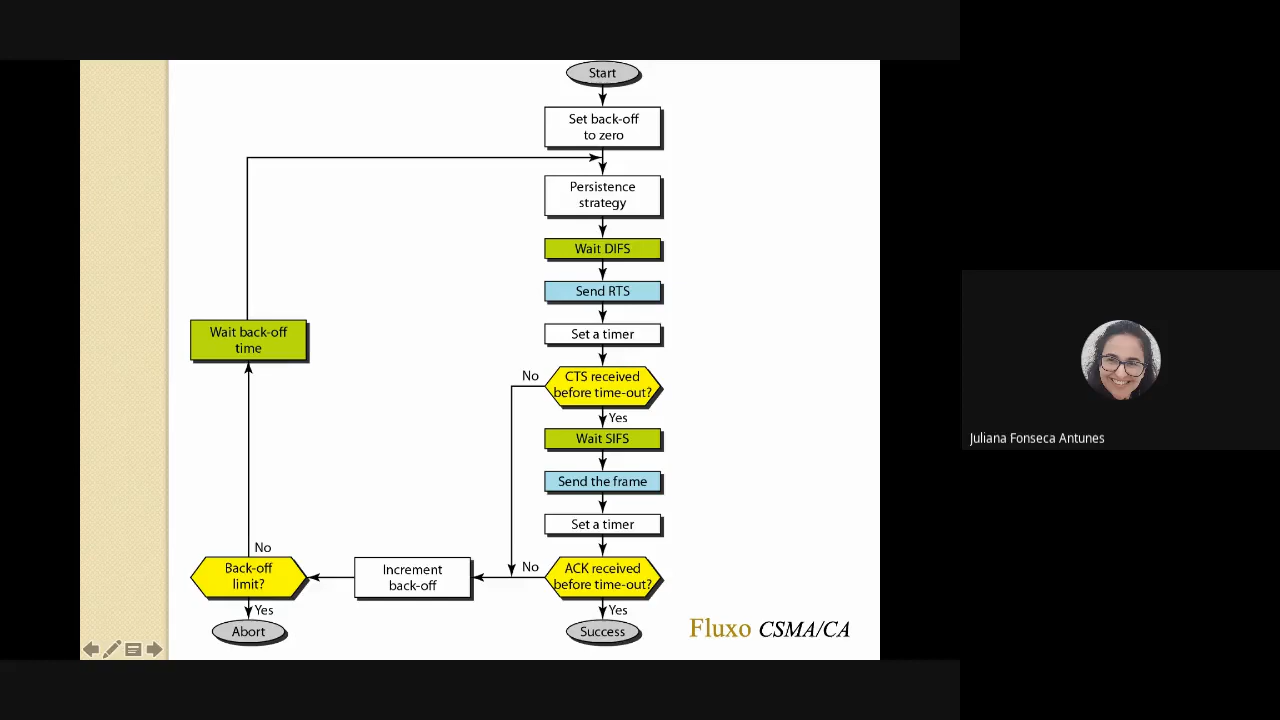 Start
Set back-off
to zero
Persistence
strategy
Wait DIFS
Send RTS
Wait back-off
time
Set a timer
No
CTS received
before time-out?
Yes
Wait SIFS
Juliana Fonseca Antunes
Send the frame
Set a timer
No
Back-off
limit?
Increment
back-off
No
ACK received
before time-out?
Yes
Abort
Yes
Success
Fluxo CSMA/CA